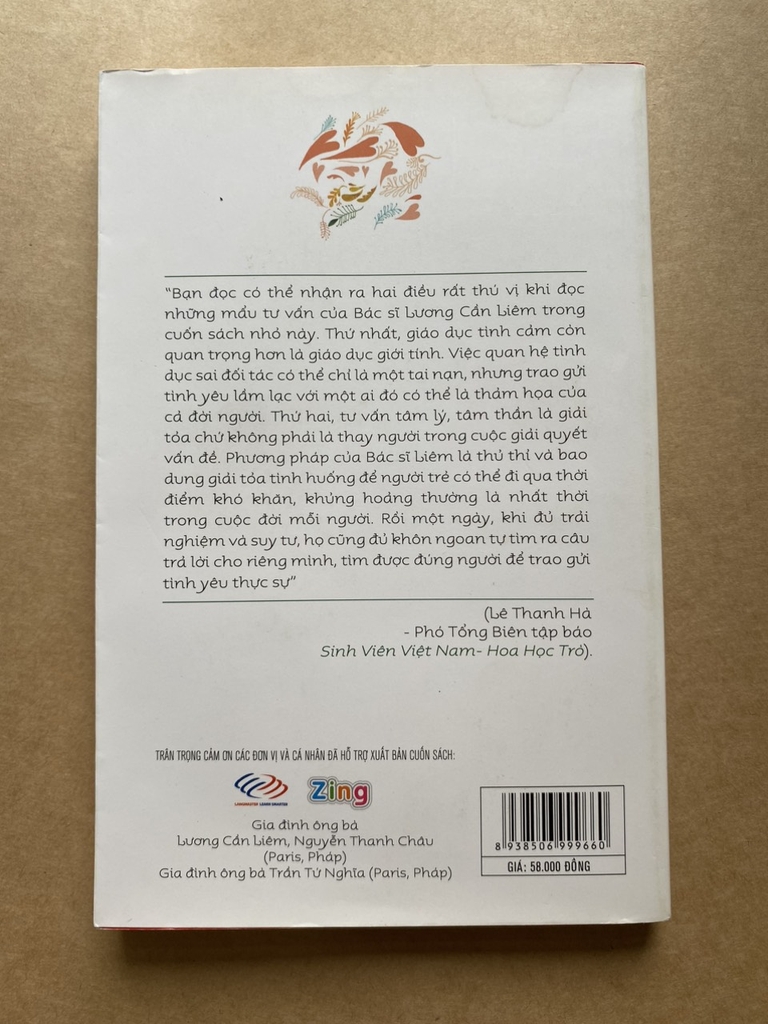 "Bạn đọc có thể nhận ra hai điều rất thú vị khi đọc
những mẩu tư vấn của Bác sĩ Lương Cần Liêm trong
cuốn sách nhỏ này. Thứ nhất, giáo dục tình cảm còn
quan trọng hơn là giáo dục giới tính. Việc quan hệ tình
dục sai đối tác có thể chỉ là một tai nạn, nhưng trao gửi
tình yêu lầm lạc với một ai đó có thể là thảm họa của
cả đời người. Thứ hai, tư vấn tâm lý, tâm thần là giải
tỏa chứ không phải là thay người trong cuộc giải quyết
vấn đề. Phương pháp của Bác sĩ Liêm là thủ thỉ và bao
dung giải tỏa tình huống để người trẻ có thể đi qua thời
điểm khó khăn, khủng hoảng thường là nhất thời
trong cuộc đời mỗi người. Rồi một ngày, khi đủ trải
nghiệm và suy tư, họ cũng đủ khôn ngoan tự tìm ra câu
trả lời cho riêng mình, tìm được đúng người để trao gửi
tình yêu thực sự"
(Lê Thanh Hà
- Phó Tổng Biên tập báo
Sinh Viên Việt Nam- Hoa Học Trò).
TRÂN TRỌNG CẢM ƠN CÁC ĐƠN VỊ VÀ CÁ NHÂN ĐÃ HỖ TRỢ XUẤT BẢN CUỐN SÁCH:
Zing
LANGMASTER LEARN SMARTER
Gia đình ông bà
Lương Cần Liêm, Nguyễn Thanh Châu
(Paris, Pháp)
Gia đình ông bà Trần Tứ Nghĩa (Paris, Pháp)
8 938506 999660
GIÁ: 58.000 ĐỒNG